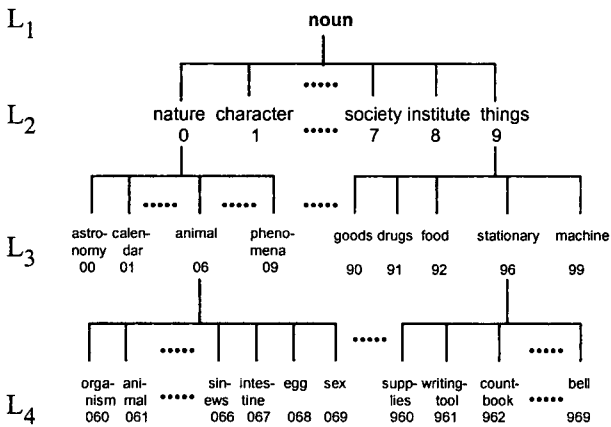 L1 noun
L2 nature character ..... society institute things
0 1 ..... 7 8 9
..... ..... .....
astro- calen- animal pheno- goods drugs food stationary machine
nomy dar mena
L3 00 01 06 09 90 91 92 96 99
..... ..... ..... .....
orga- ani- sin- intes- egg sex supp- writing- count- bell
nism mal ..... ews tine lies tool book .....
L4 060 061 066 067 068 069 960 961 962 969